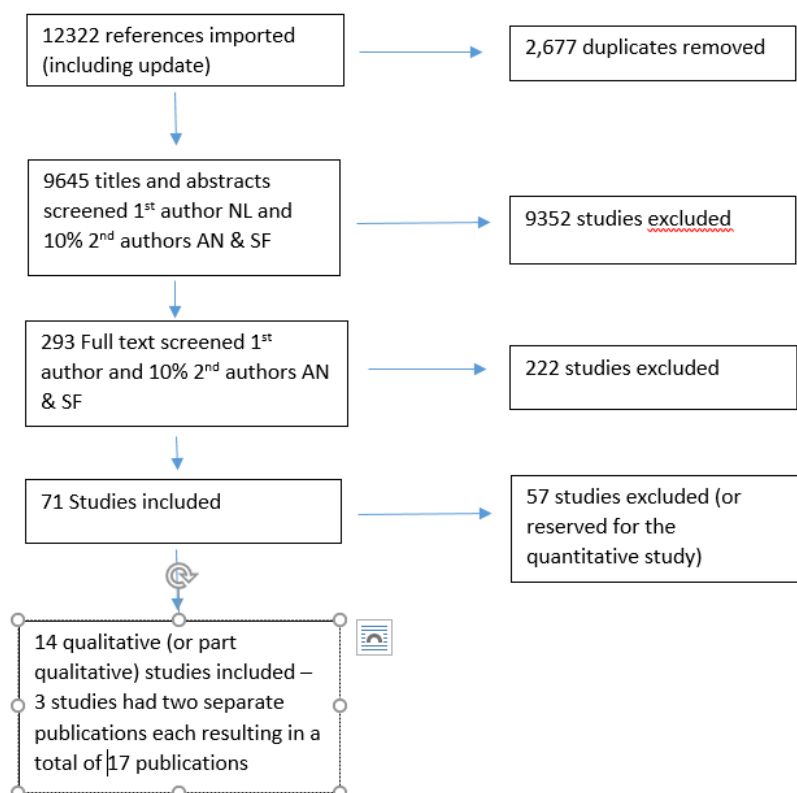 12322 references imported
(including update)
2,677 duplicates removed
9645 titles and abstracts
screened 1st author NL and
10% 2nd authors AN & SF
9352 studies excluded
293 Full text screened 1st
author and 10% 2nd authors AN
& SF
222 studies excluded
71 Studies included
57 studies excluded (or
reserved for the
quantitative study)
14 qualitative (or part
qualitative) studies included –
3 studies had two separate
publications each resulting in a
total of 17 publications